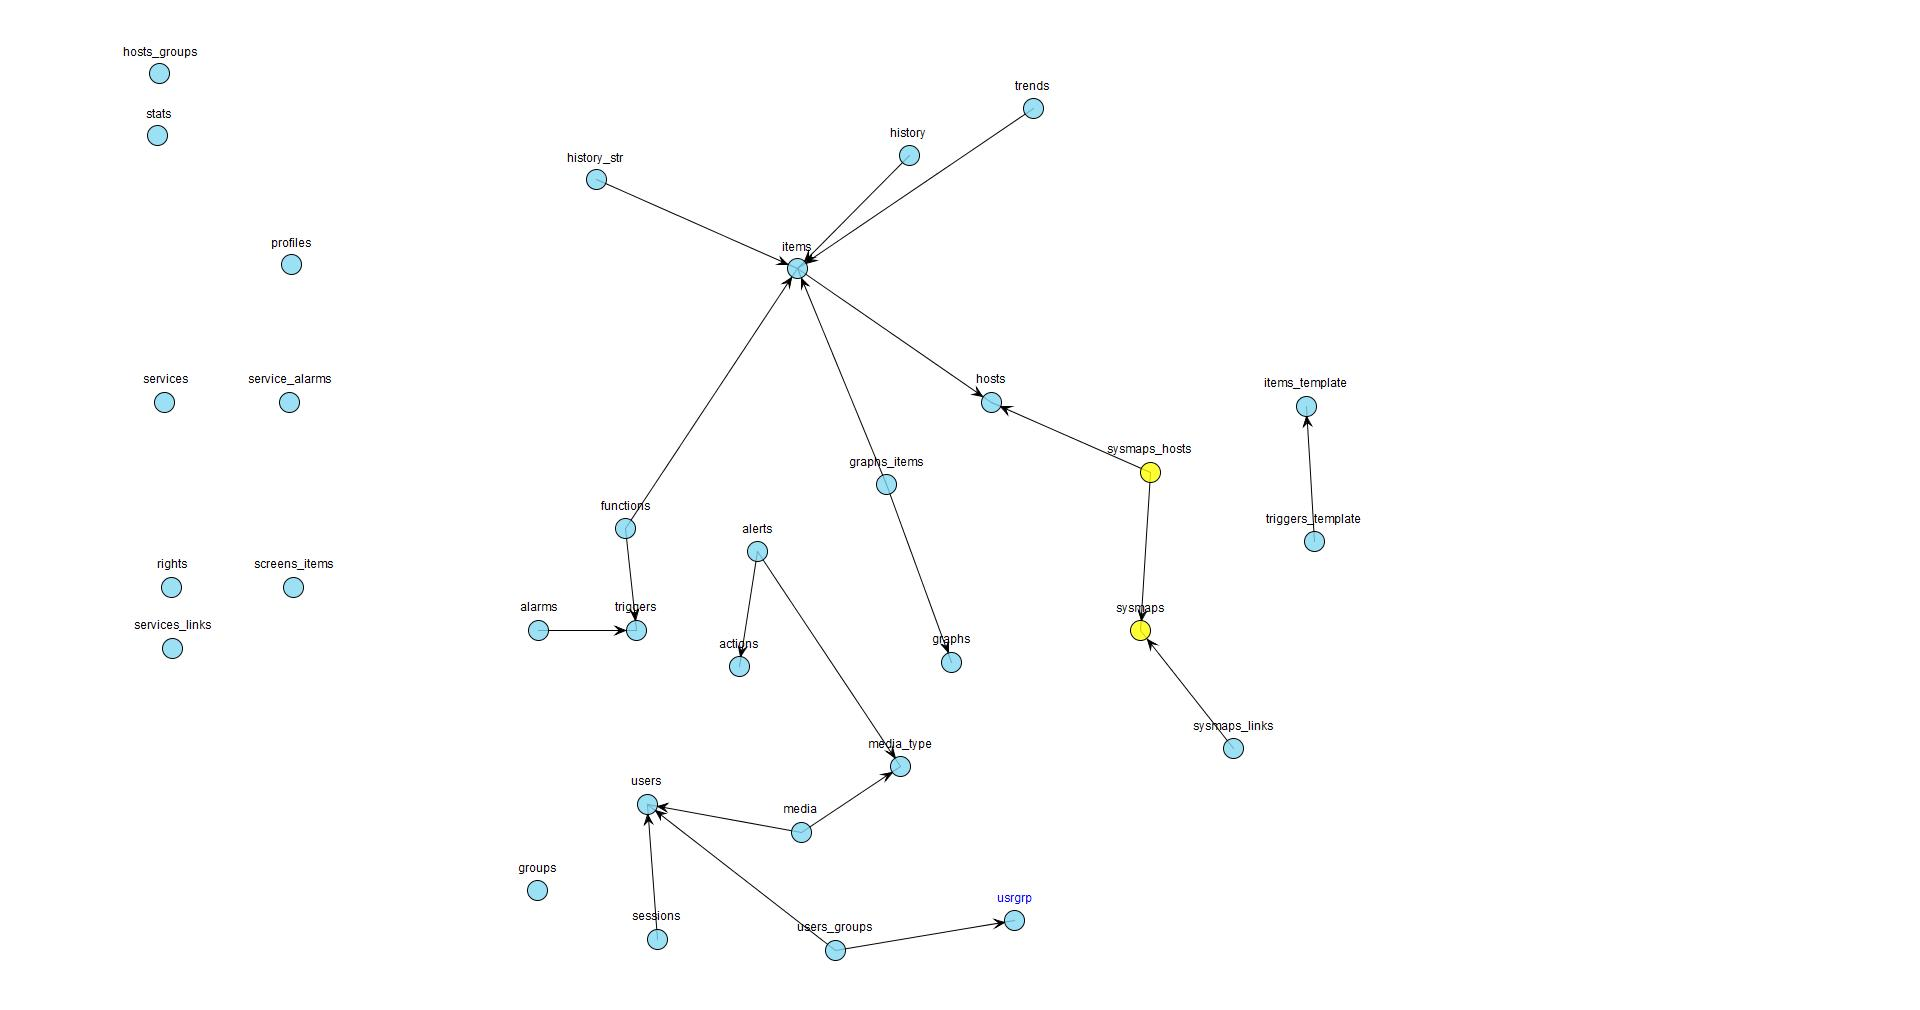 hosts_groups
stats
trends
history
history_str
profiles
items
services
service_alarms
hosts
items_template
sysmaps_hosts
graphs_items
functions
triggers_template
alerts
rights
screens_items
alarms
triggers
sysmaps
services_links
actions
graphs
sysmaps_links
media_type
users
media
groups
usrgrp
sessions
users_groups